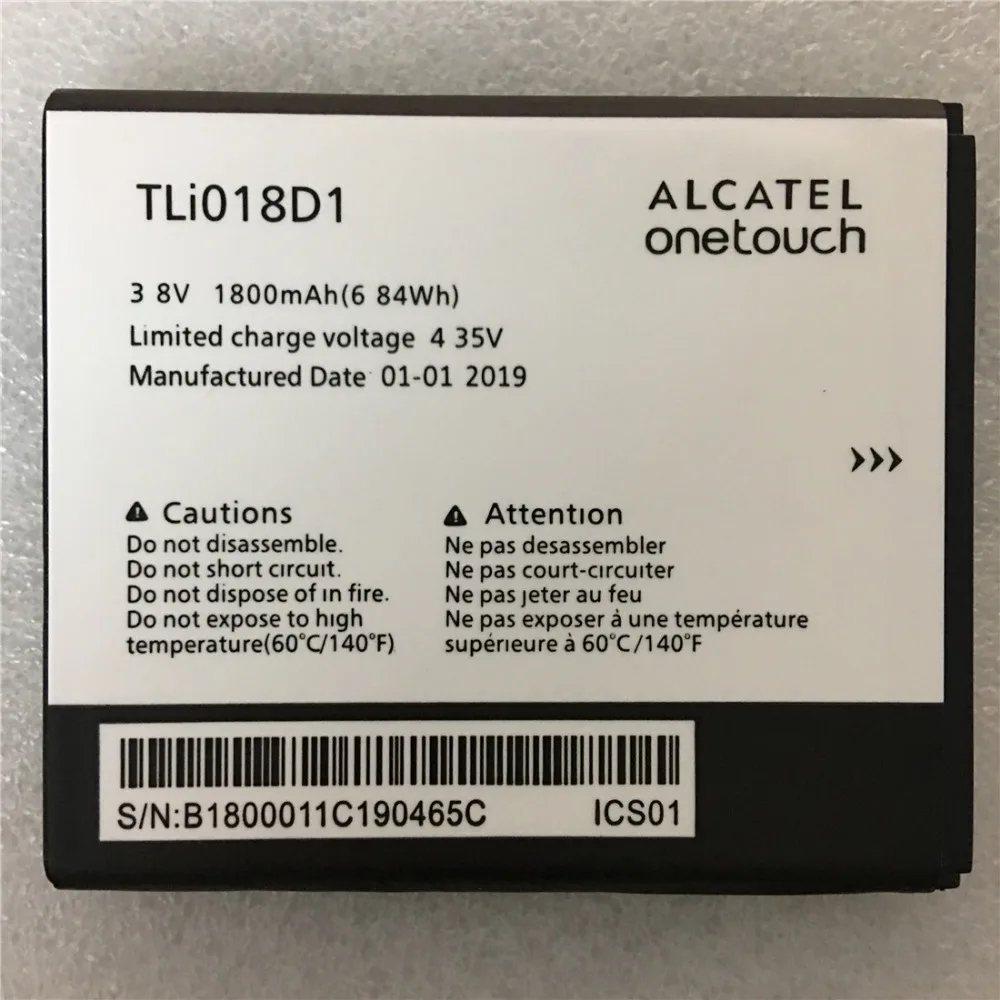 TLi018D1
ALCATEL
onetouch
3 8V 1800mAh(6 84Wh)
Limited charge voltage 4 35V
Manufactured Date 01-01 2019
›››
Cautions
Do not disassemble.
Do not short circuit.
Do not dispose of in fire.
Do not expose to high
temperature(60°C/140°F)
Attention
Ne pas desassembler
Ne pas court-circuiter
Ne pas jeter au feu
Ne pas exposer à une température
supérieure à 60°C/140°F
S/N:B1800011C190465C ICS01